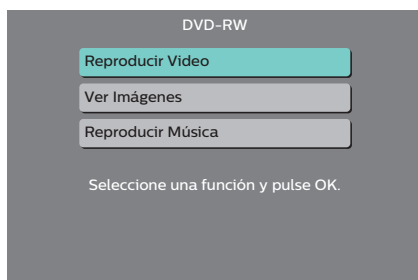 DVD-RW
Reproducir Video
Ver Imágenes
Reproducir Música
Seleccione una función y pulse OK.